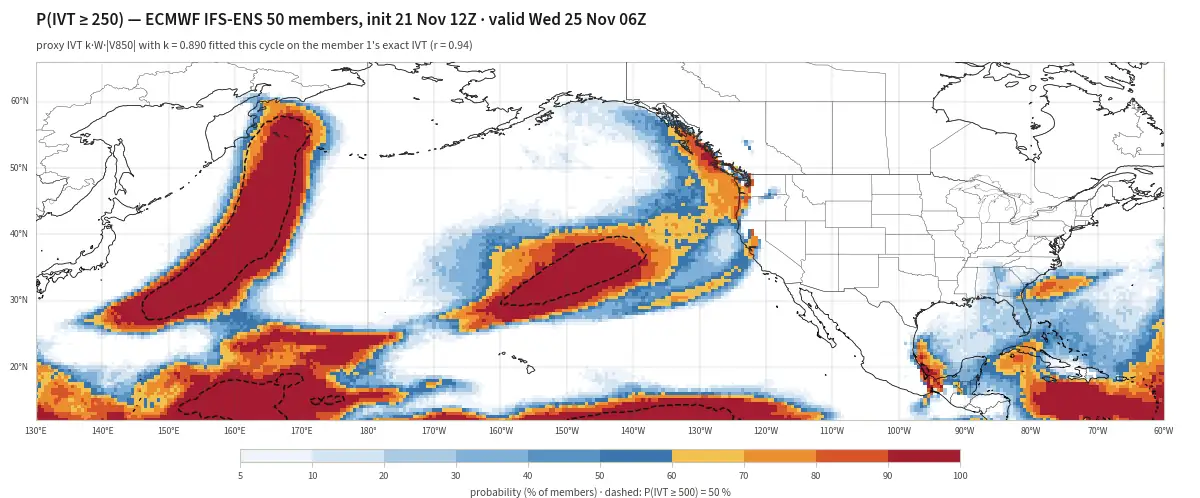 P(IVT ≥ 250) — ECMWF IFS-ENS 50 members, init 21 Nov 12Z · valid Wed 25 Nov 06Z
proxy IVT k·W·|V850| with k = 0.890 fitted this cycle on the member 1's exact IVT (r = 0.94)
60°N
50°N
40°N
30°N
20°N
130°E 140°E 150°E 160°E 170°E 180° 170°W 160°W 150°W 140°W 130°W 120°W 110°W 100°W 90°W 80°W 70°W 60°W
5 10 20 30 40 50 60 70 80 90 100
probability (% of members) · dashed: P(IVT ≥ 500) = 50 %